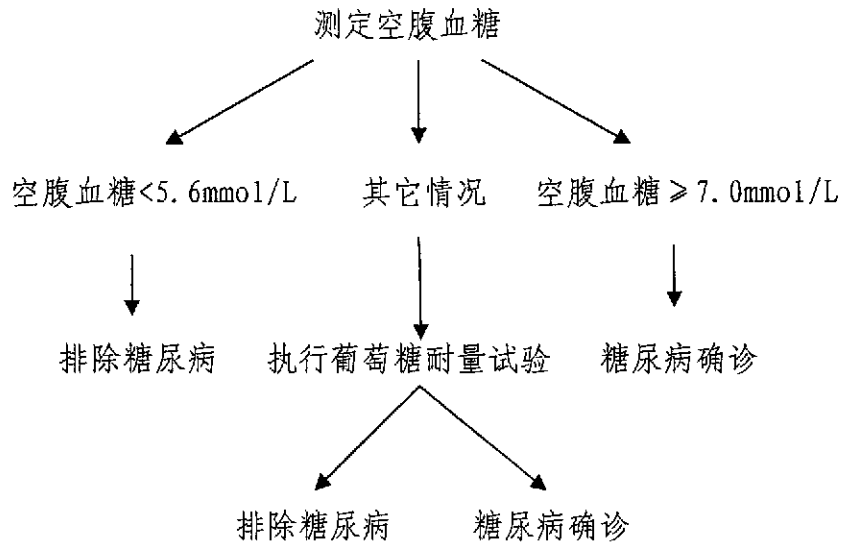 测定空腹血糖
空腹血糖<5.6mmol/L
其它情况
空腹血糖≥7.0mmol/L
排除糖尿病
执行葡萄糖耐量试验
糖尿病确诊
排除糖尿病
糖尿病确诊